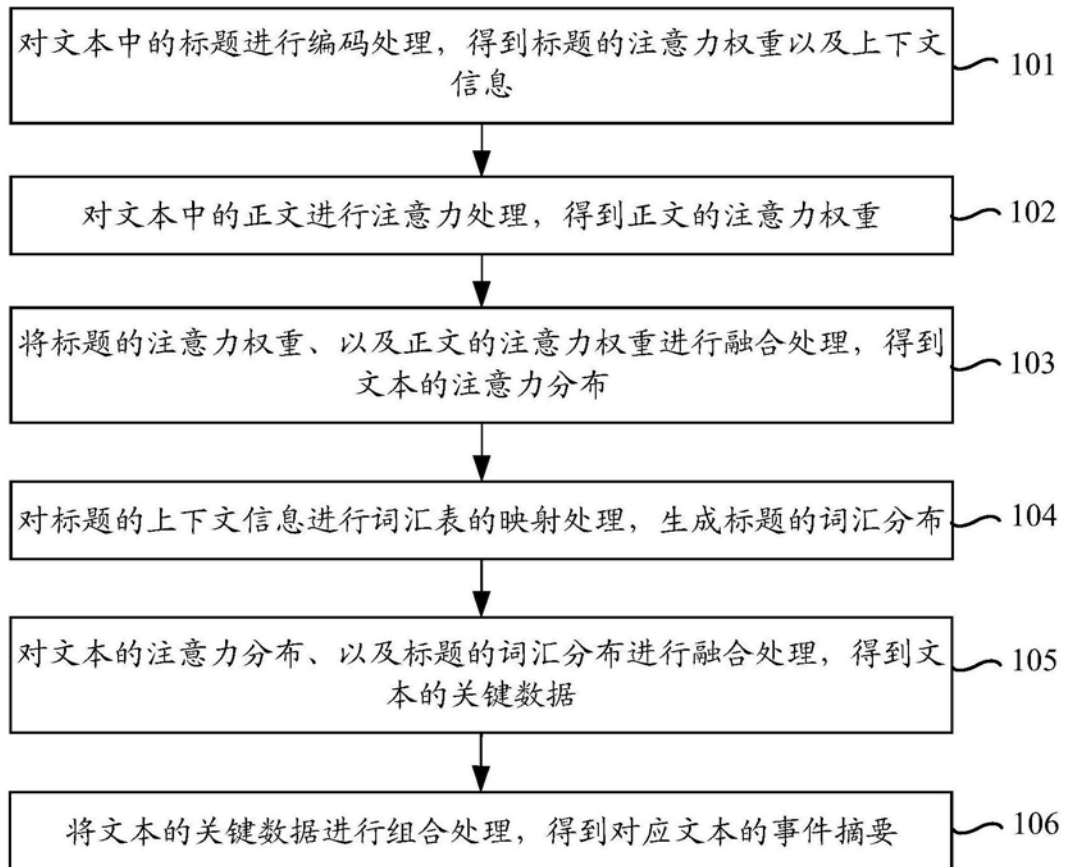 对文本中的标题进行编码处理，得到标题的注意力权重以及上下文
信息
101
对文本中的正文进行注意力处理，得到正文的注意力权重
102
将标题的注意力权重、以及正文的注意力权重进行融合处理，得到
文本的注意力分布
103
对标题的上下文信息进行词汇表的映射处理，生成标题的词汇分布
104
对文本的注意力分布、以及标题的词汇分布进行融合处理，得到文
本的关键数据
105
将文本的关键数据进行组合处理，得到对应文本的事件摘要
106